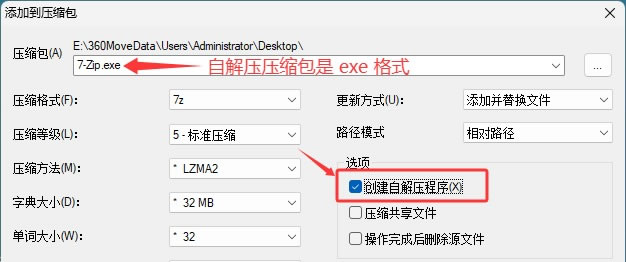 添加到压缩包
压缩包(A)
E:\360MoveData\Users\Administrator\Desktop\
7-Zip.exe
自解压压缩包是 exe 格式
...
压缩格式(F):
7z
更新方式(U):
添加并替换文件
压缩等级(L):
5 - 标准压缩
路径模式
相对路径
压缩方法(M):
* LZMA2
选项
创建自解压程序(X)
字典大小(D):
* 32 MB
压缩共享文件
单词大小(W):
* 32
操作完成后删除源文件